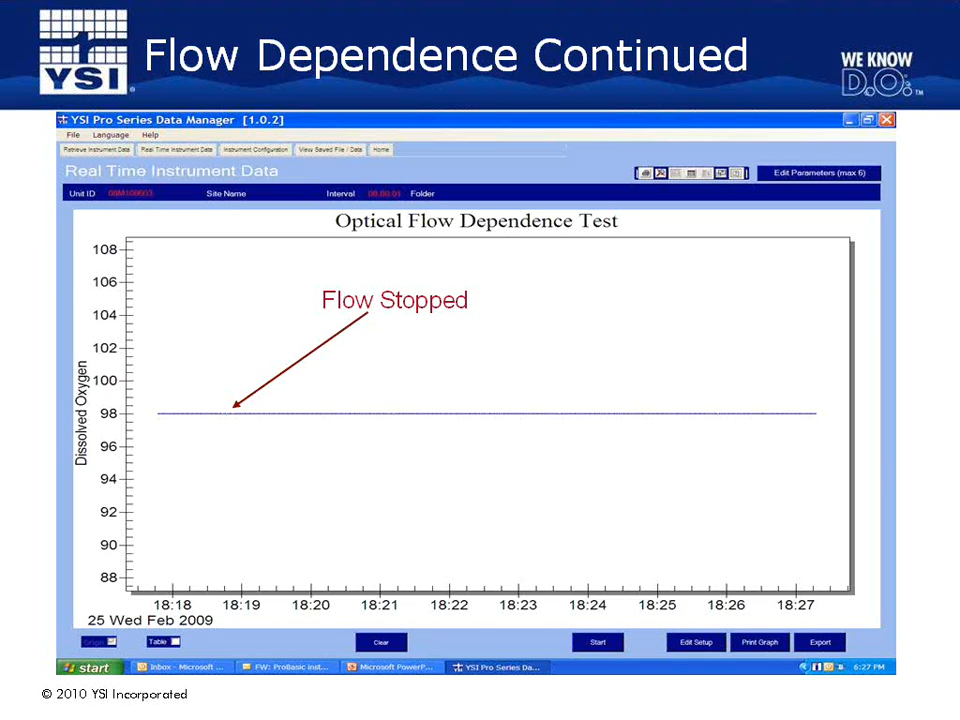 YSI
Flow Dependence Continued
WE KNOW
D.O.™
YSI Pro Series Data Manager [1.0.2]
File Language Help
Retrieve Instrument Data Real Time Instrument Data Instrument Configuration View Saved File / Data Home
Real Time Instrument Data
Edit Parameters (max 6)
Unit ID Site Name Interval Folder
Optical Flow Dependence Test
108
106
Flow Stopped
104
102
100
98
96
94
92
90
88
Dissolved Oxygen
18:18 18:19 18:20 18:21 18:22 18:23 18:24 18:25 18:26 18:27
25 Wed Feb 2009
Graph Table Clear Start Edit Setup Print Graph Export
start Inbox - Microsoft ... FW: ProBasic inst... Microsoft PowerP... YSI Pro Series Da... 6:27 PM
© 2010 YSI Incorporated